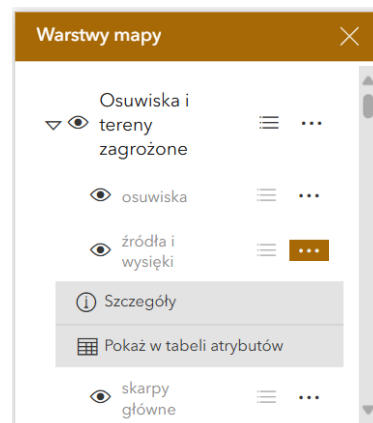 Warstwy mapy
Osuwiska i
tereny
zagrożone
osuwiska
źródła i
wysięki
Szczegóły
Pokaż w tabeli atrybutów
skarpy
główne